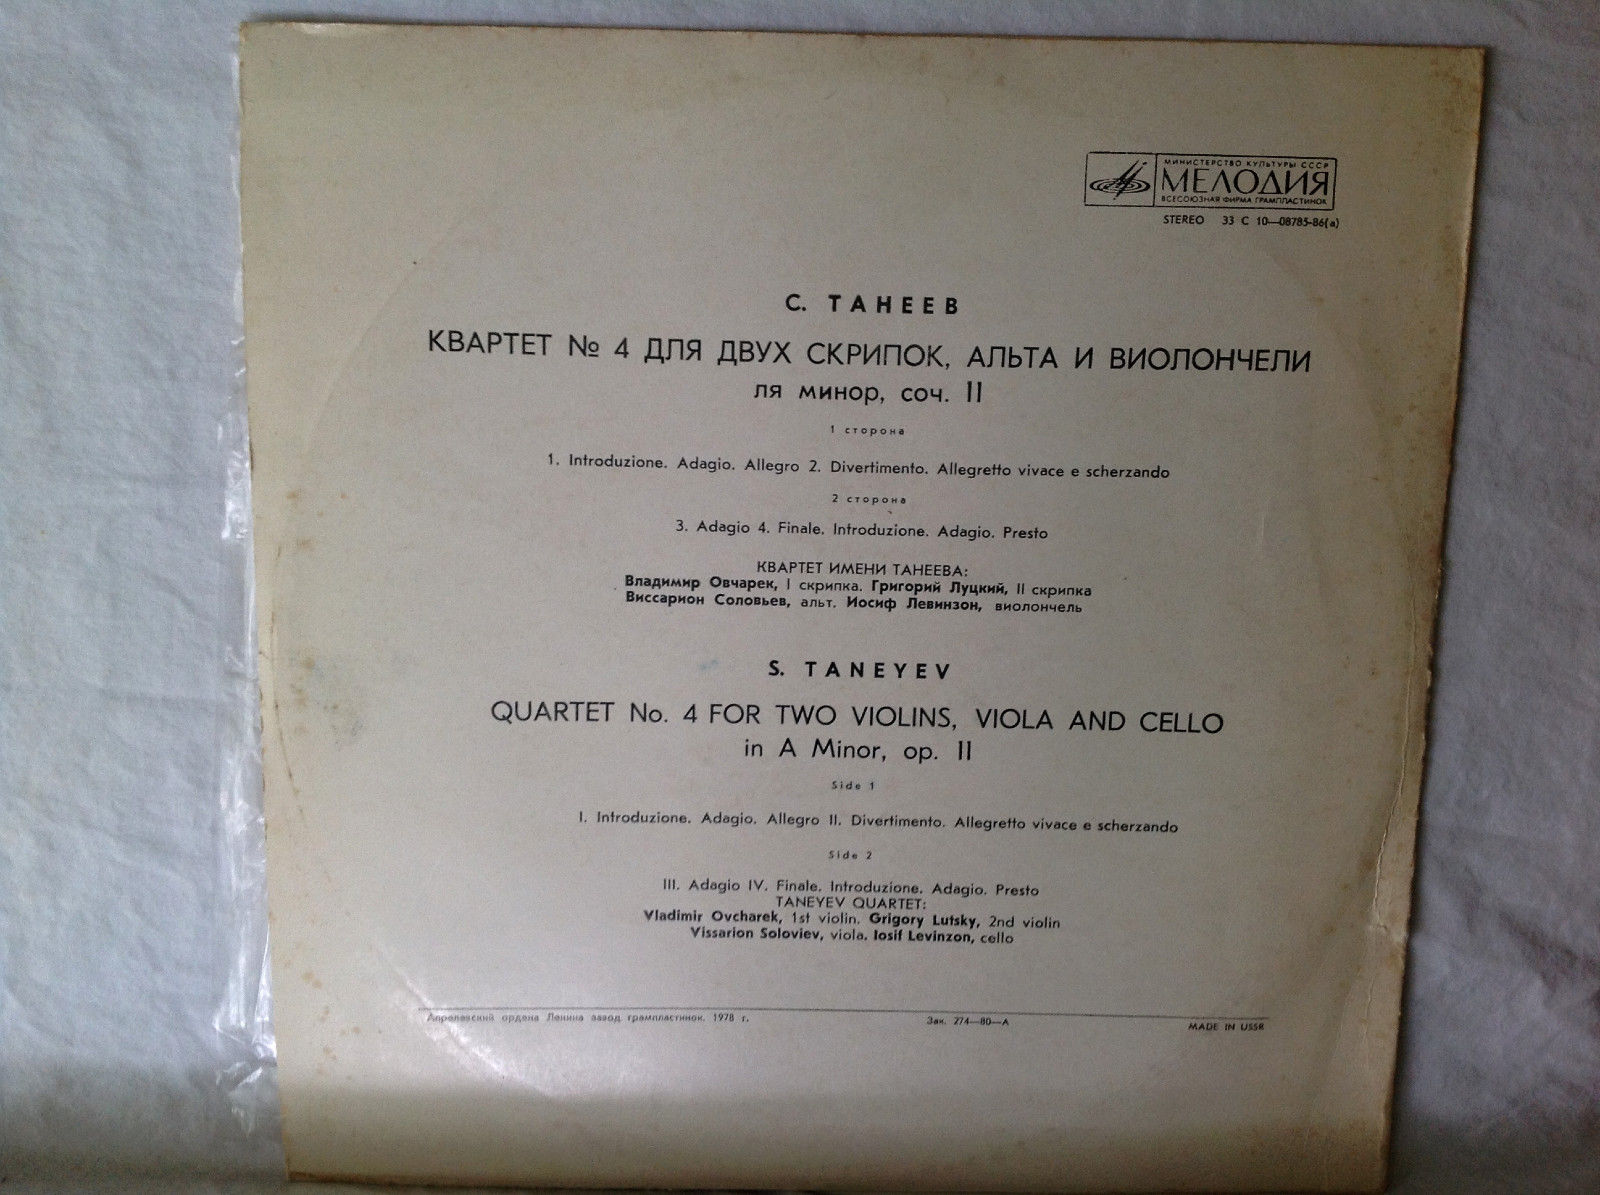 МИНИСТЕРСТВО КУЛЬТУРЫ СССР
МЕЛОДИЯ
ВСЕСОЮЗНАЯ ФИРМА ГРАМПЛАСТИНОК
STEREO 33 С 10—08785-86(а)
С. ТАНЕЕВ
КВАРТЕТ № 4 ДЛЯ ДВУХ СКРИПОК, АЛЬТА И ВИОЛОНЧЕЛИ
ля минор, соч. 11
1 сторона
1. Introduzione. Adagio. Allegro 2. Divertimento. Allegretto vivace e scherzando
2 сторона
3. Adagio 4. Finale. Introduzione. Adagio. Presto
КВАРТЕТ ИМЕНИ ТАНЕЕВА:
Владимир Овчарек, I скрипка. Григорий Луцкий, II скрипка
Виссарион Соловьев, альт. Иосиф Левинзон, виолончель
S. TANEYEV
QUARTET No. 4 FOR TWO VIOLINS, VIOLA AND CELLO
in A Minor, op. 11
Side 1
I. Introduzione. Adagio. Allegro II. Divertimento. Allegretto vivace e scherzando
Side 2
III. Adagio IV. Finale. Introduzione. Adagio. Presto
TANEYEV QUARTET:
Vladimir Ovcharek, 1st violin. Grigory Lutsky, 2nd violin
Vissarion Soloviev, viola. Iosif Levinzon, cello
Апрелевский ордена Ленина завод грампластинок. 1978 г.
Зак. 274—80—А
MADE IN USSR